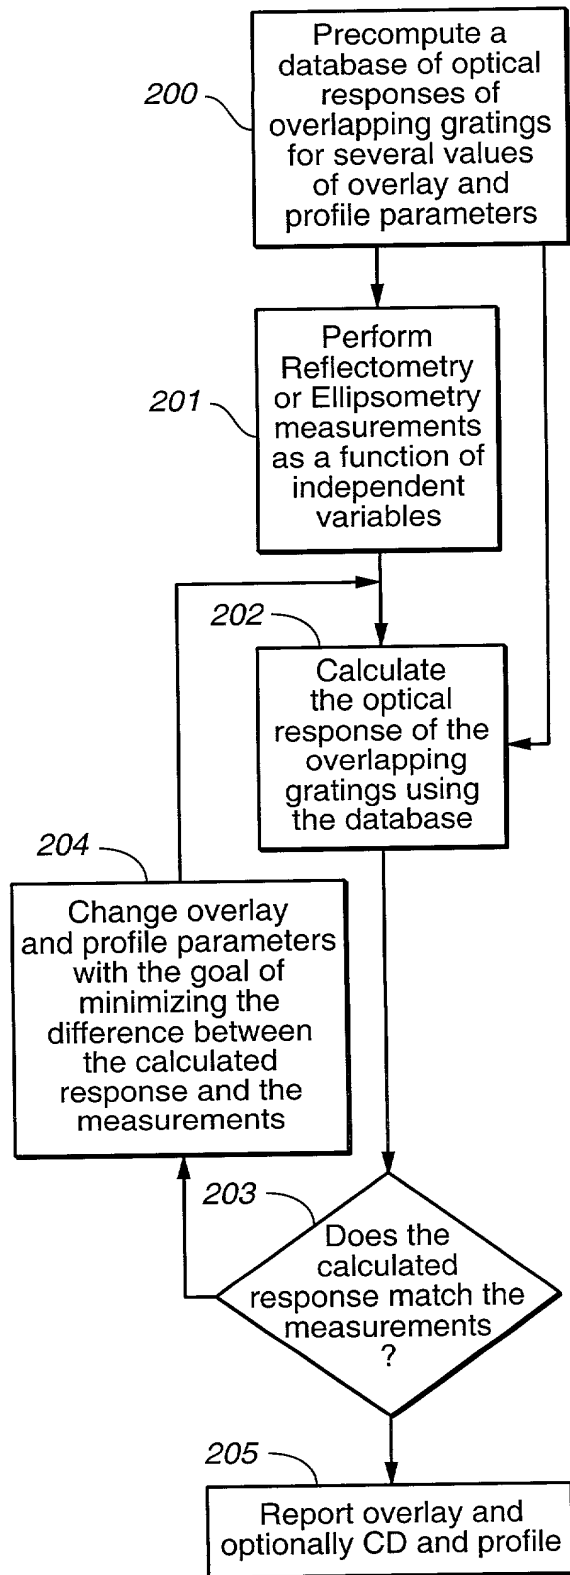 200
Precompute a
database of optical
responses of
overlapping gratings
for several values
of overlay and
profile parameters
201
Perform
Reflectometry
or Ellipsometry
measurements
as a function of
independent
variables
202
Calculate
the optical
response of the
overlapping
gratings using
the database
204
Change overlay
and profile parameters
with the goal of
minimizing the
difference between
the calculated
response and the
measurements
203
Does the
calculated
response match the
measurements
?
205
Report overlay and
optionally CD and profile